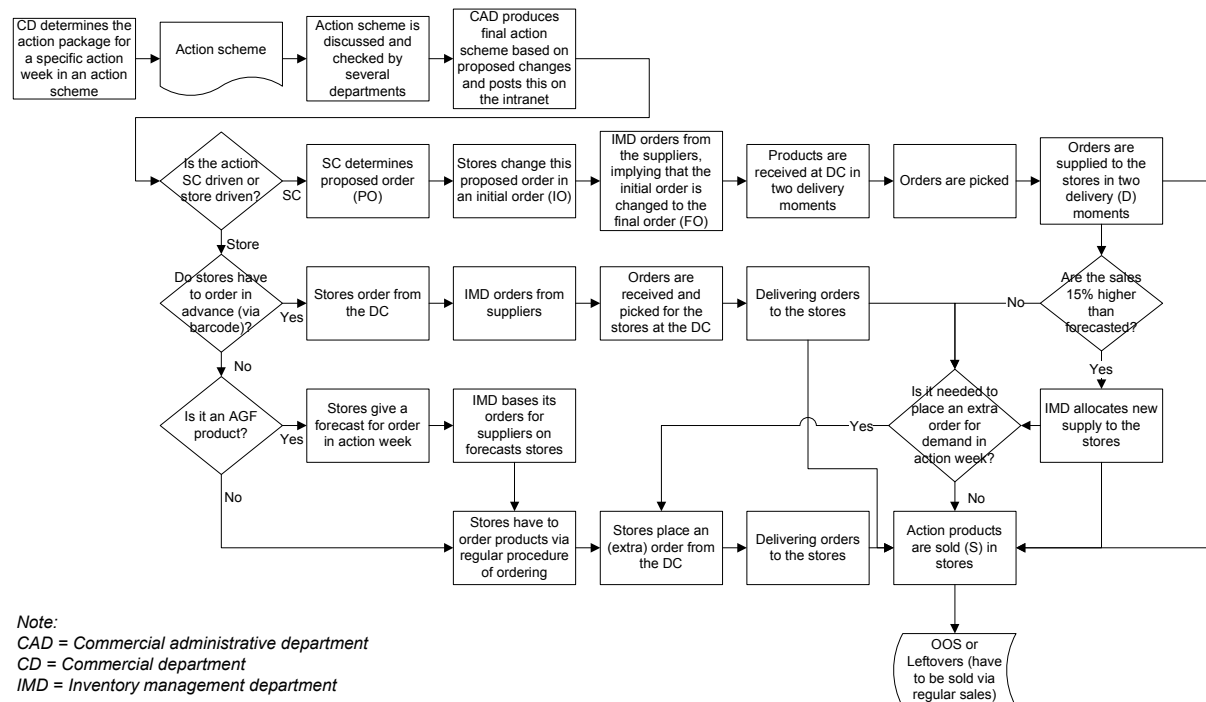 CD determines the
action package for
a specific action
week in an action
scheme
Action scheme
Action scheme is
discussed and
checked by
several
departments
CAD produces
final action
scheme based on
proposed changes
and posts this on
the intranet
Is the action
SC driven or
store driven?
SC
SC determines
proposed order
(PO)
Stores change this
proposed order in
an initial order (IO)
IMD orders from
the suppliers,
implying that the
initial order is
changed to the
final order (FO)
Products are
received at DC in
two delivery
moments
Orders are picked
Orders are
supplied to the
stores in two
delivery (D)
moments
Store
Do stores have
to order in
advance (via
barcode)?
Yes
Stores order from
the DC
IMD orders from
suppliers
Orders are
received and
picked for the
stores at the DC
Delivering orders
to the stores
No
Are the sales
15% higher
than
forecasted?
No
Yes
Is it an AGF
product?
Yes
Stores give a
forecast for order
in action week
IMD bases its
orders for
suppliers on
forecasts stores
Yes
Is it needed to
place an extra
order for
demand in
action week?
IMD allocates new
supply to the
stores
No
No
Stores have to
order products via
regular procedure
of ordering
Stores place an
(extra) order from
the DC
Delivering orders
to the stores
Action products
are sold (S) in
stores
OOS or
Leftovers (have
to be sold via
regular sales)
Note:
CAD = Commercial administrative department
CD = Commercial department
IMD = Inventory management department